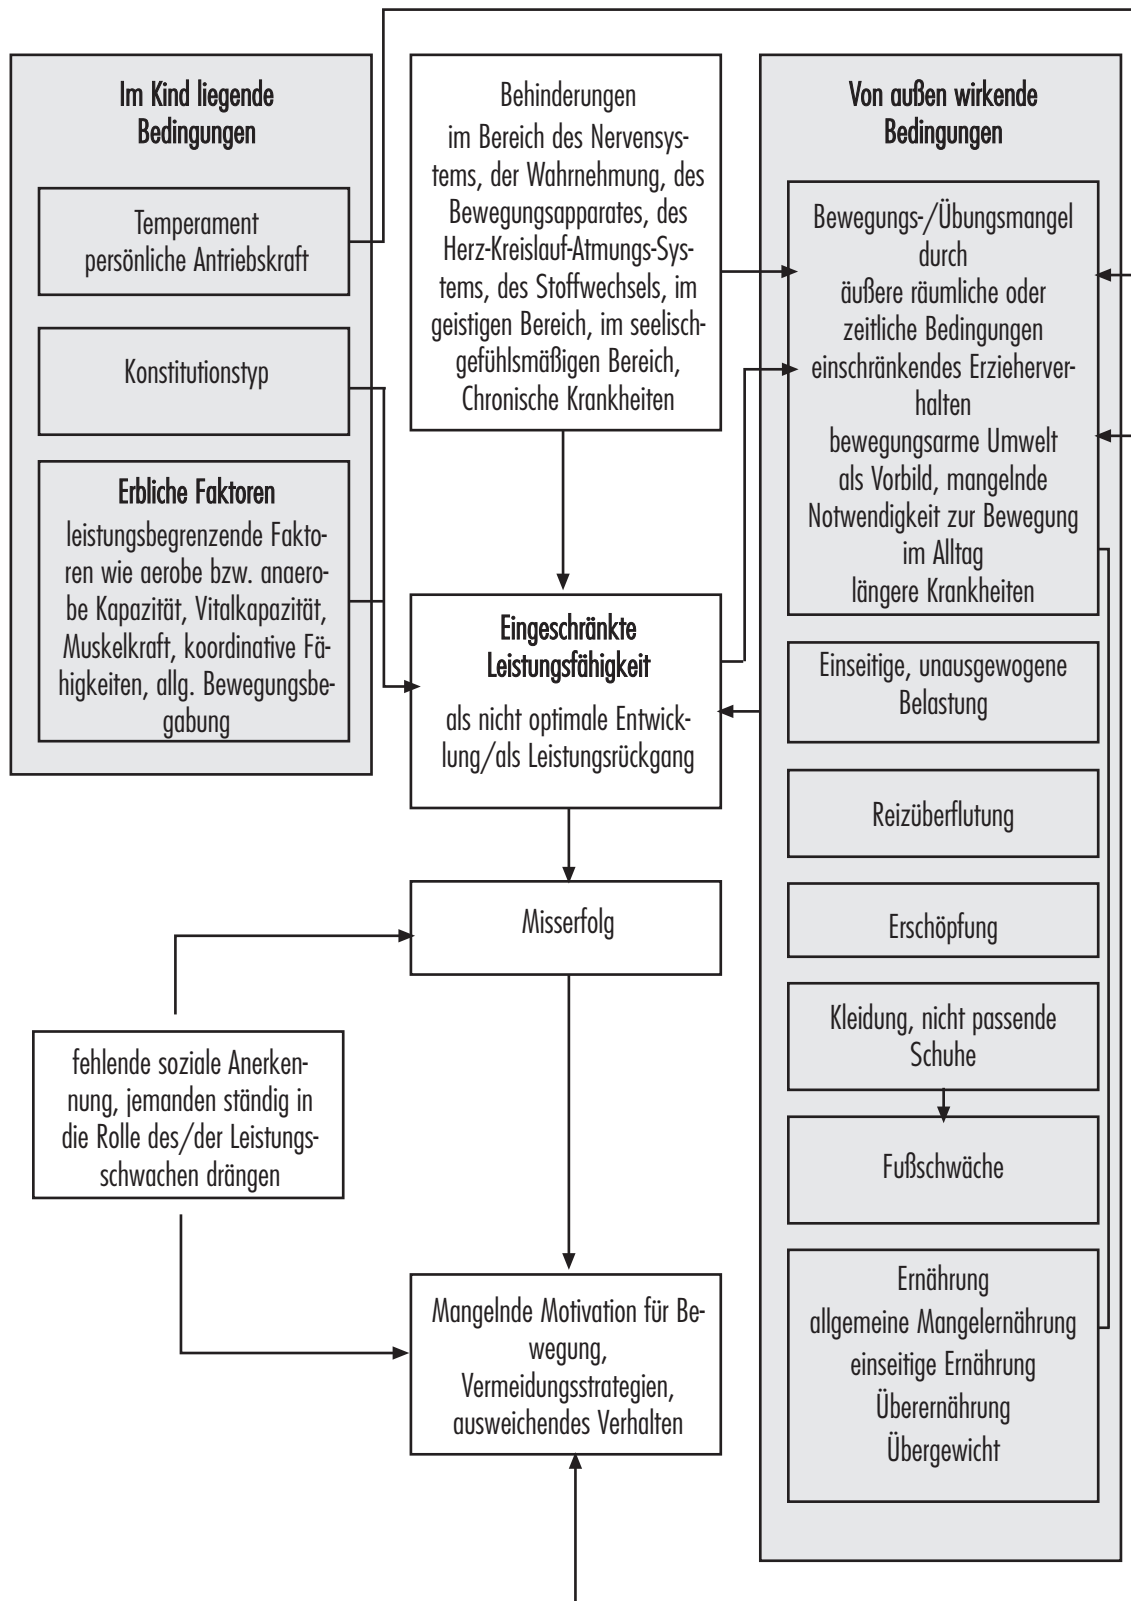 Im Kind liegende
Bedingungen
Temperament
persönliche Antriebskraft
Konstitutionstyp
Erbliche Faktoren
leistungsbegrenzende Fakto-
ren wie aerobe bzw. anaero-
be Kapazität, Vitalkapazität,
Muskelkraft, koordinative Fä-
higkeiten, allg. Bewegungsbe-
gabung
Behinderungen
im Bereich des Nervensys-
tems, der Wahrnehmung, des
Bewegungsapparates, des
Herz-Kreislauf-Atmungs-Sys-
tems, des Stoffwechsels, im
geistigen Bereich, im seelisch-
gefühlsmäßigen Bereich,
Chronische Krankheiten
Eingeschränkte
Leistungsfähigkeit
als nicht optimale Entwick-
lung/als Leistungsrückgang
Misserfolg
fehlende soziale Anerken-
nung, jemanden ständig in
die Rolle des/der Leistungs-
schwachen drängen
Mangelnde Motivation für Be-
wegung,
Vermeidungsstrategien,
ausweichendes Verhalten
Von außen wirkende
Bedingungen
Bewegungs-/Übungsmangel
durch
äußere räumliche oder
zeitliche Bedingungen
einschränkendes Erzieherver-
halten
bewegungsarme Umwelt
als Vorbild, mangelnde
Notwendigkeit zur Bewegung
im Alltag
längere Krankheiten
Einseitige, unausgewogene
Belastung
Reizüberflutung
Erschöpfung
Kleidung, nicht passende
Schuhe
Fußschwäche
Ernährung
allgemeine Mangelernährung
einseitige Ernährung
Überernährung
Übergewicht